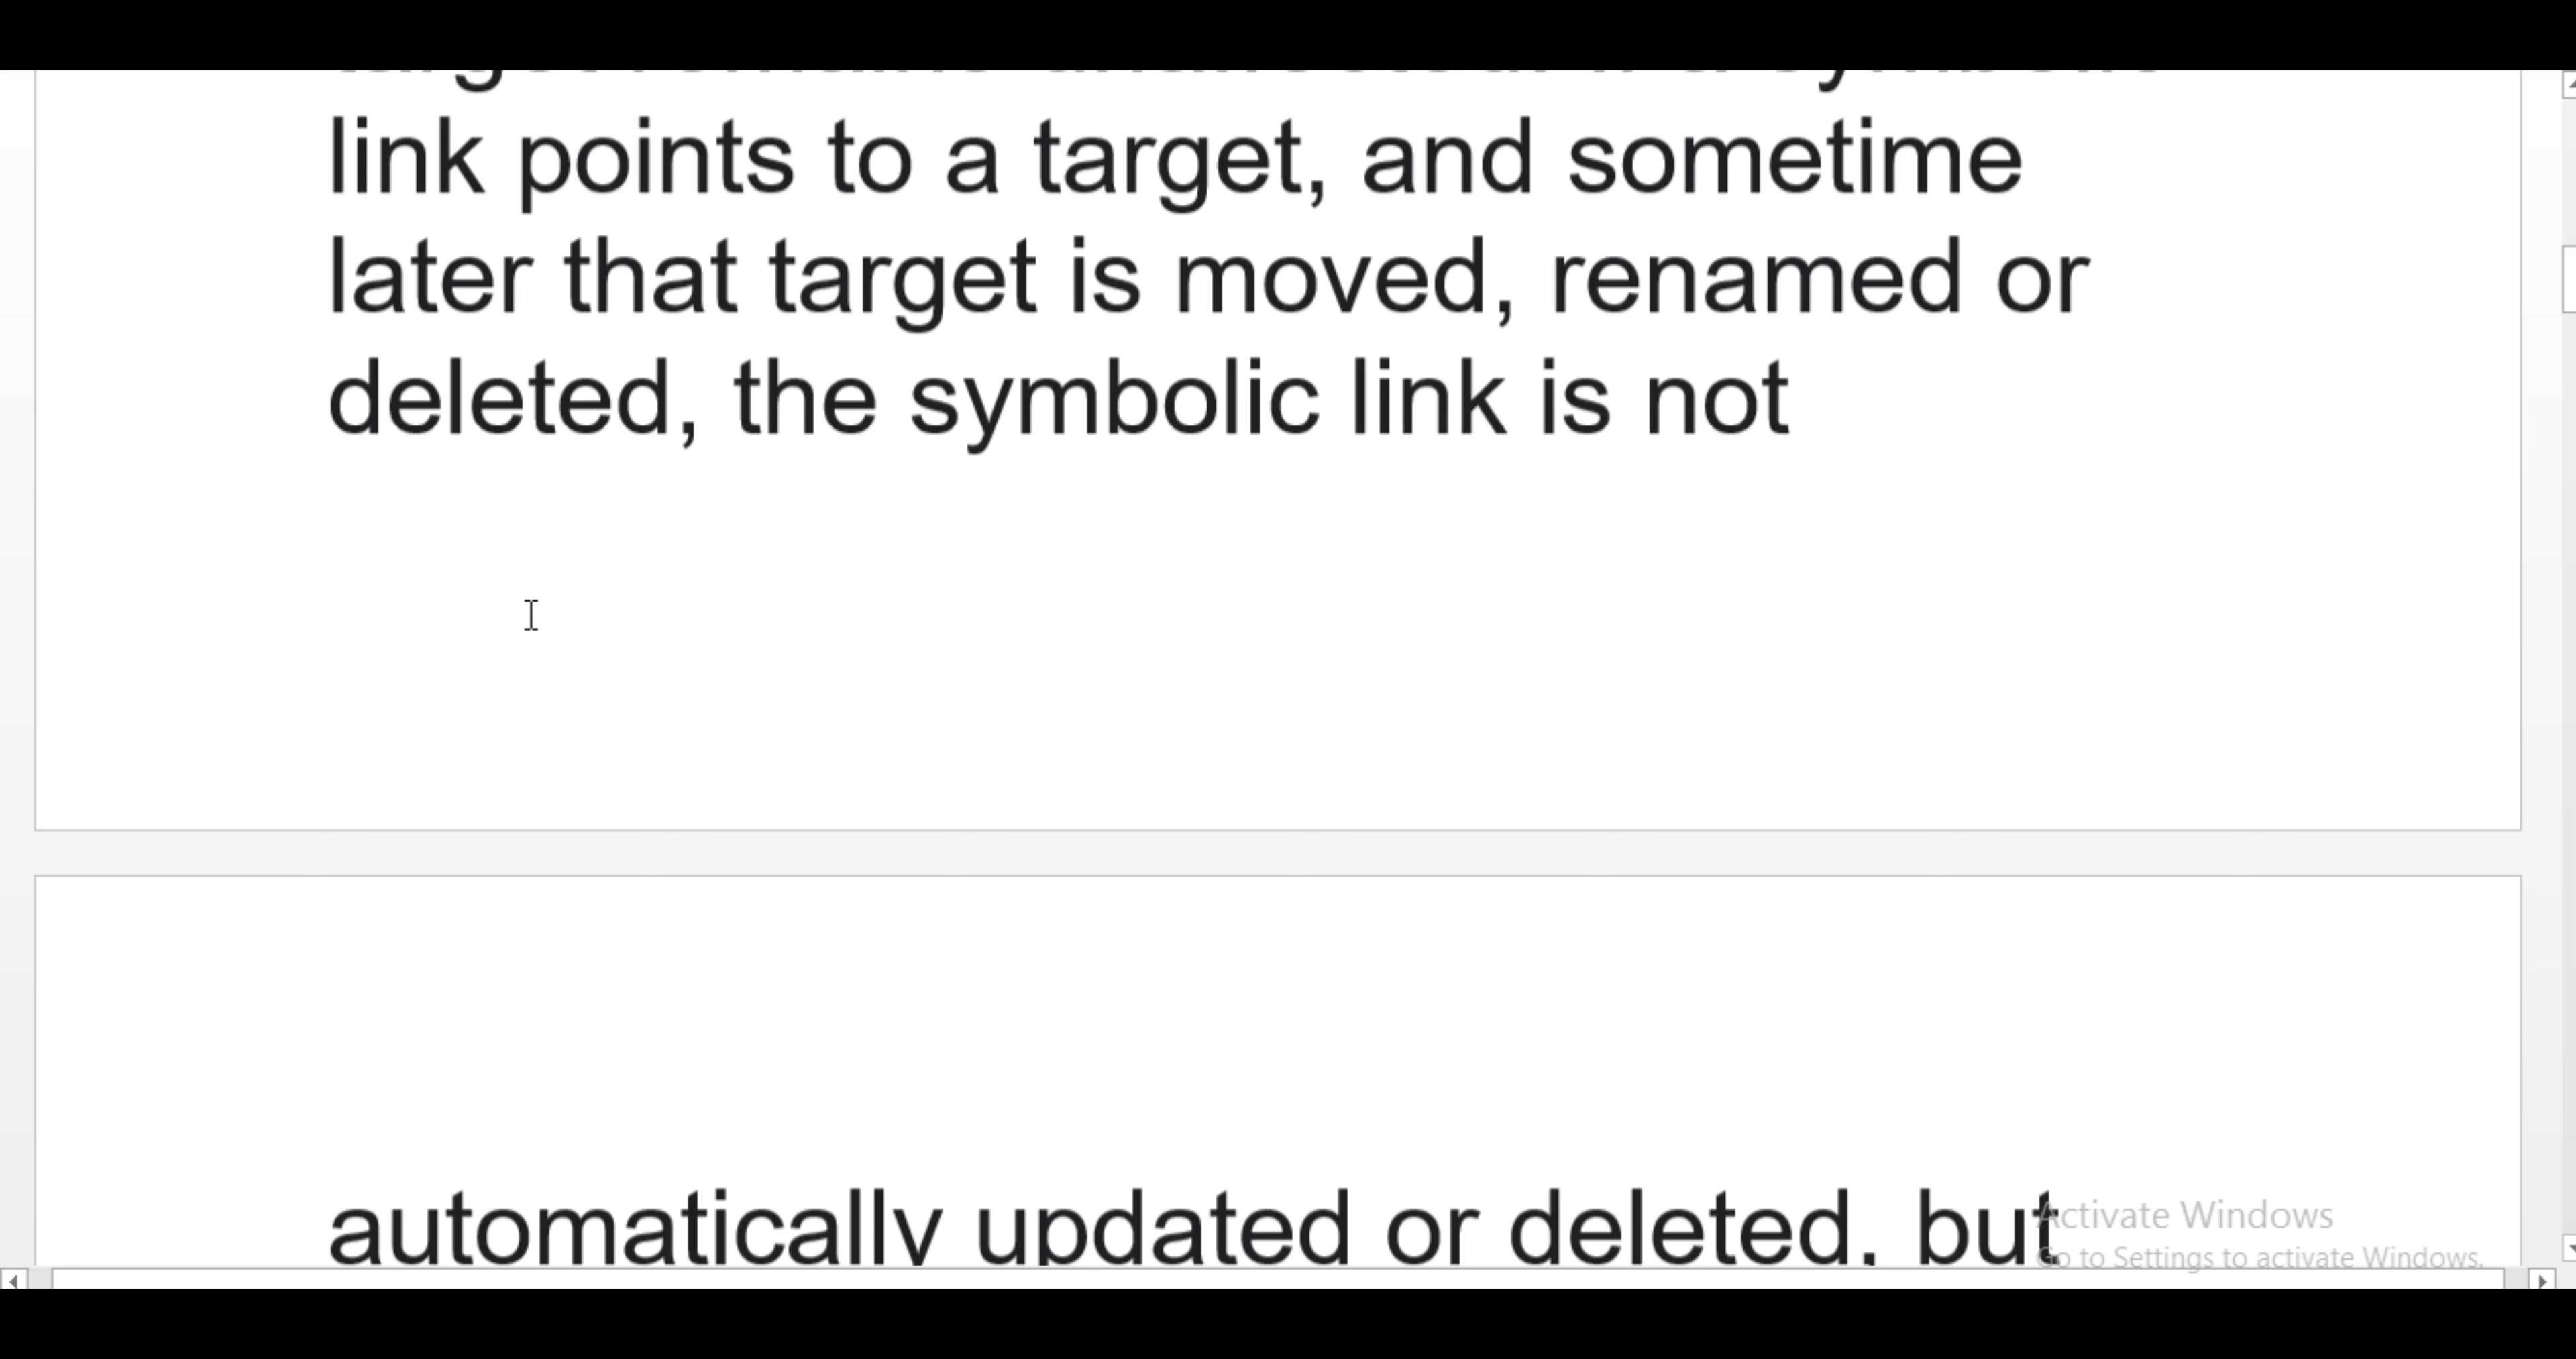 link points to a target, and sometime
later that target is moved, renamed or
deleted, the symbolic link is not
automatically updated or deleted, but
Activate Windows
Go to Settings to activate Windows.